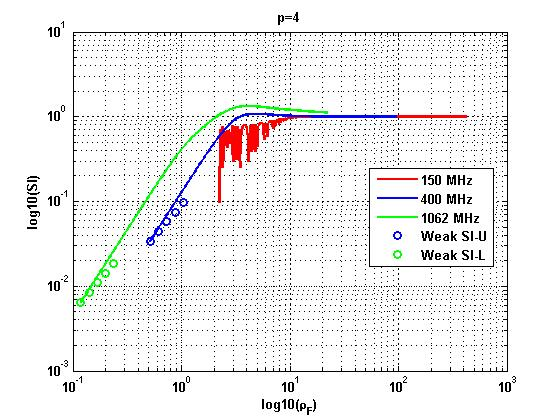 p=4
10^1
10^0
10^-1
10^-2
10^-3
log10(SI)
150 MHz
400 MHz
1062 MHz
Weak SI-U
Weak SI-L
10^-1 10^0 10^1 10^2 10^3
log10(ρ_F)